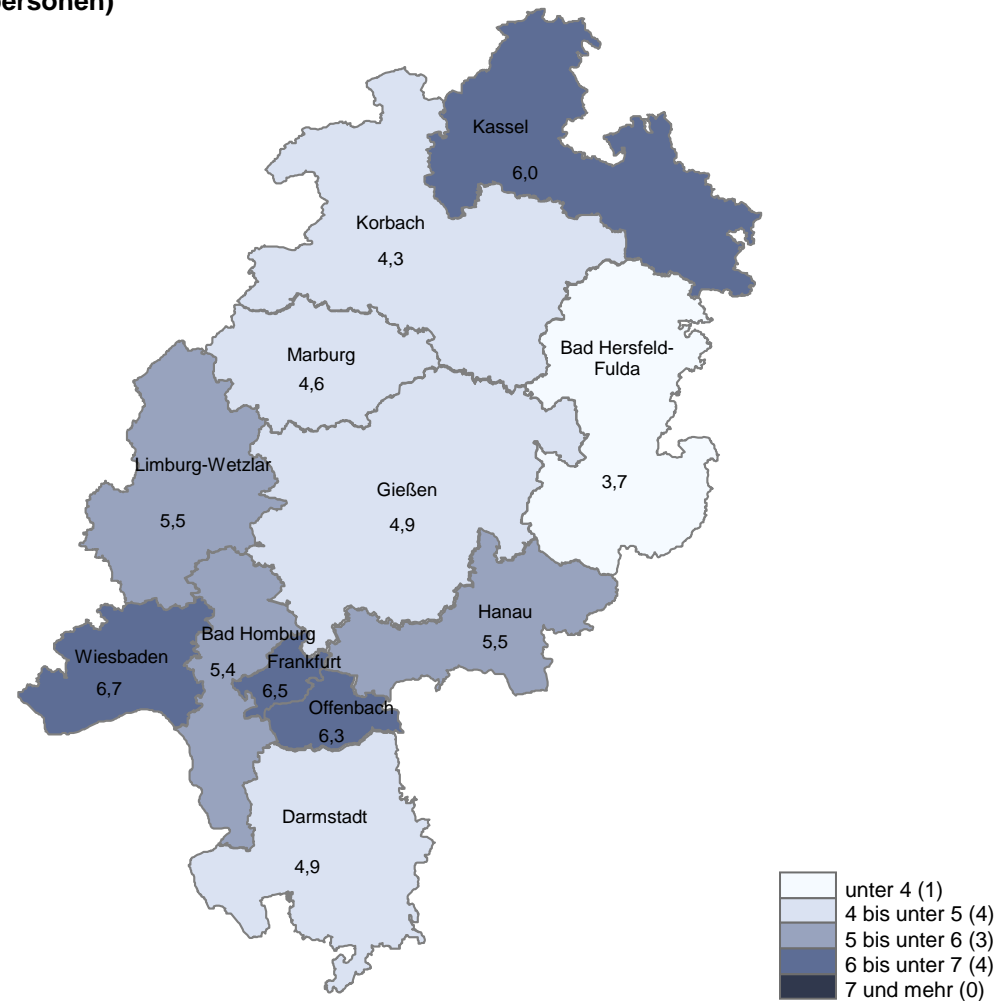 personen)
Kassel
6,0
Korbach
4,3
Bad Hersfeld-
Fulda
3,7
Marburg
4,6
Limburg-Wetzlar
5,5
Gießen
4,9
Hanau
5,5
Bad Homburg
5,4
Wiesbaden
6,7
Frankfurt
6,5
Offenbach
6,3
Darmstadt
4,9
unter 4 (1)
4 bis unter 5 (4)
5 bis unter 6 (3)
6 bis unter 7 (4)
7 und mehr (0)